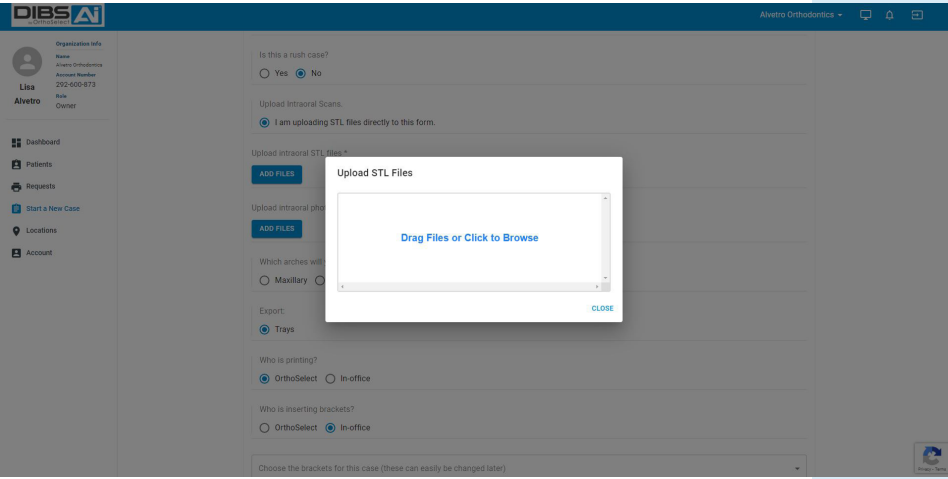 DIBS Ai
by OrthoSelect
Alvetro Orthodontics
Organization Info
Name
Alvetro Orthodontics
Account Number
292-600-873
Role
Owner
Lisa
Alvetro
Dashboard
Patients
Requests
Start a New Case
Locations
Account
Is this a rush case?
Yes No
Upload Intraoral Scans.
I am uploading STL files directly to this form.
Upload intraoral STL files *
ADD FILES
Upload intraoral pho
ADD FILES
Which arches will
Maxillary
Export:
Trays
Who is printing?
OrthoSelect In-office
Who is inserting brackets?
OrthoSelect In-office
Choose the brackets for this case (these can easily be changed later)
Upload STL Files
Drag Files or Click to Browse
CLOSE
Privacy - Terms